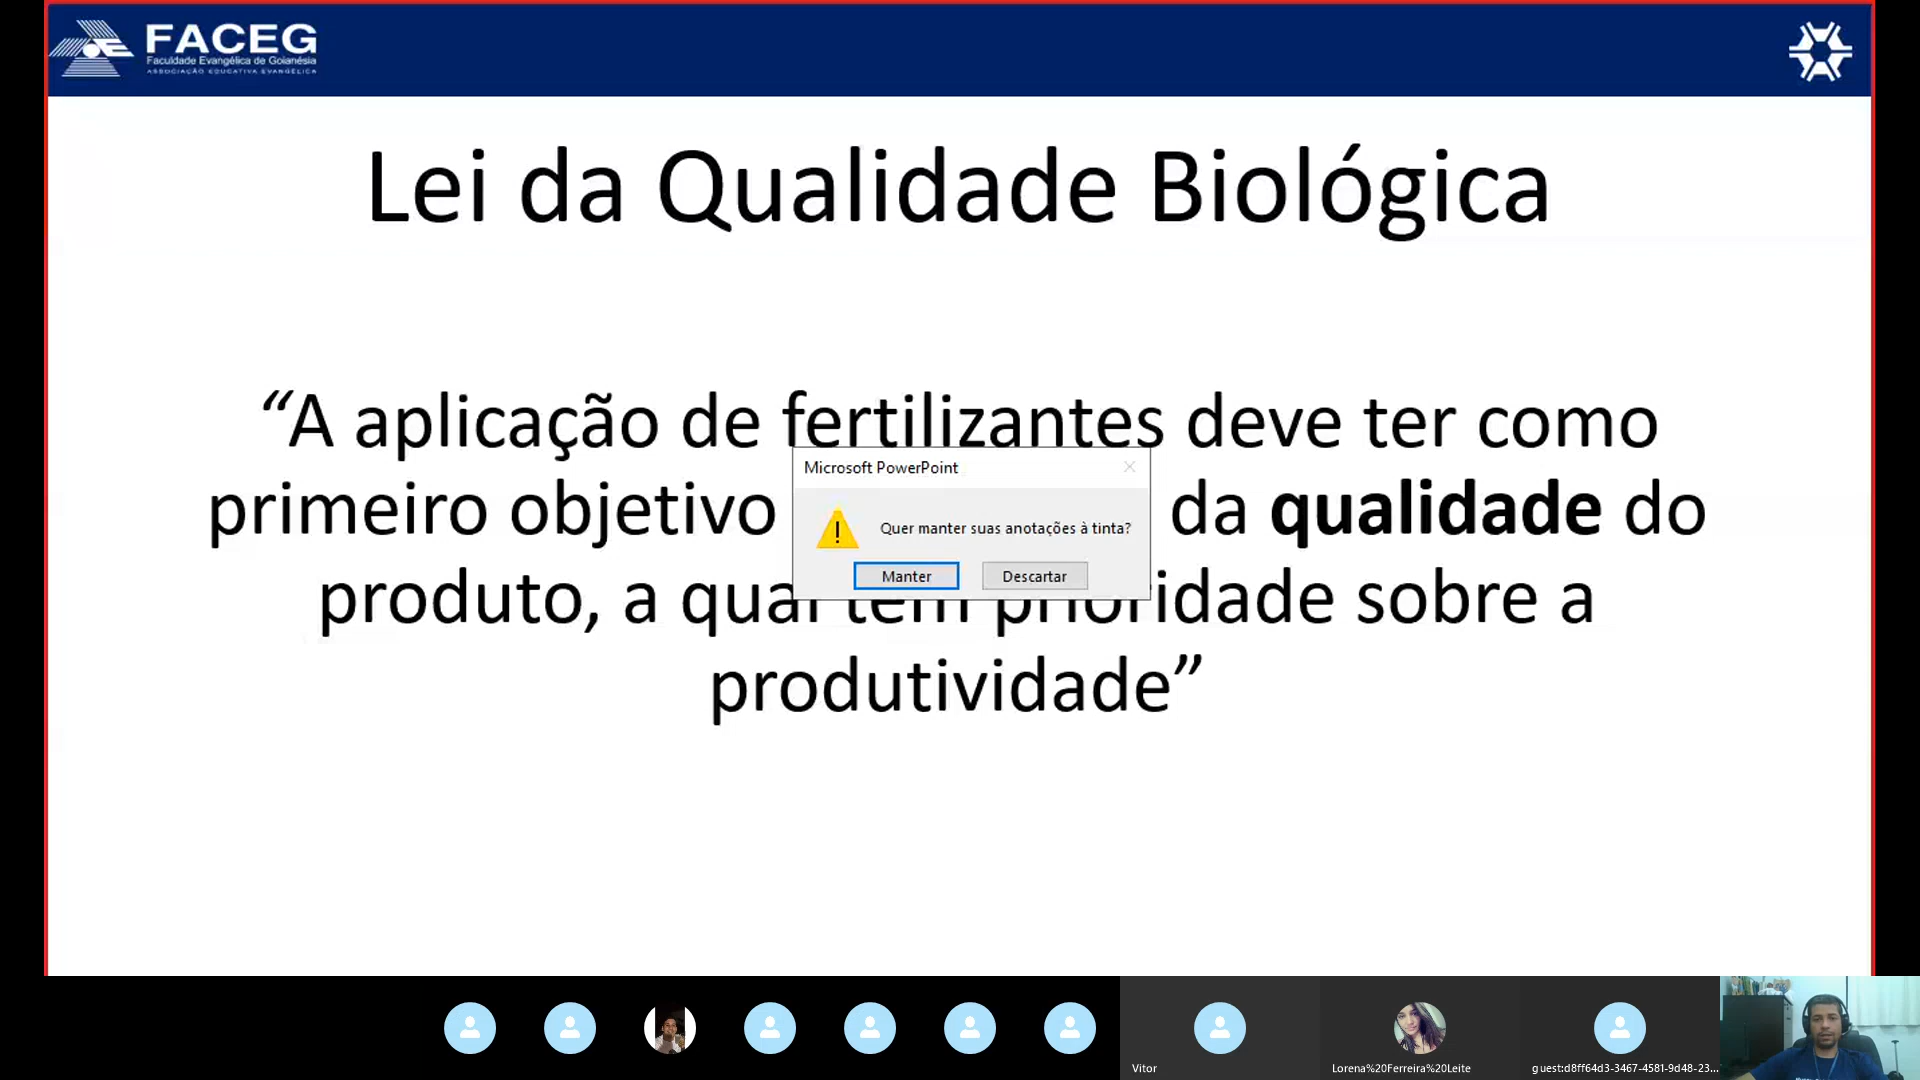 FACEG
Faculdade Evangélica de Goianésia
ASSOCIAÇÃO EDUCATIVA EVANGÉLICA
Lei da Qualidade Biológica
“A aplicação de fertilizantes deve ter como
primeiro objetivo da qualidade do
produto, a qual tem prioridade sobre a
produtividade”
Microsoft PowerPoint
Quer manter suas anotações à tinta?
Manter
Descartar
Vitor
Lorena%20Ferreira%20Leite
guest:d8ff64d3-3467-4581-9d48-23...